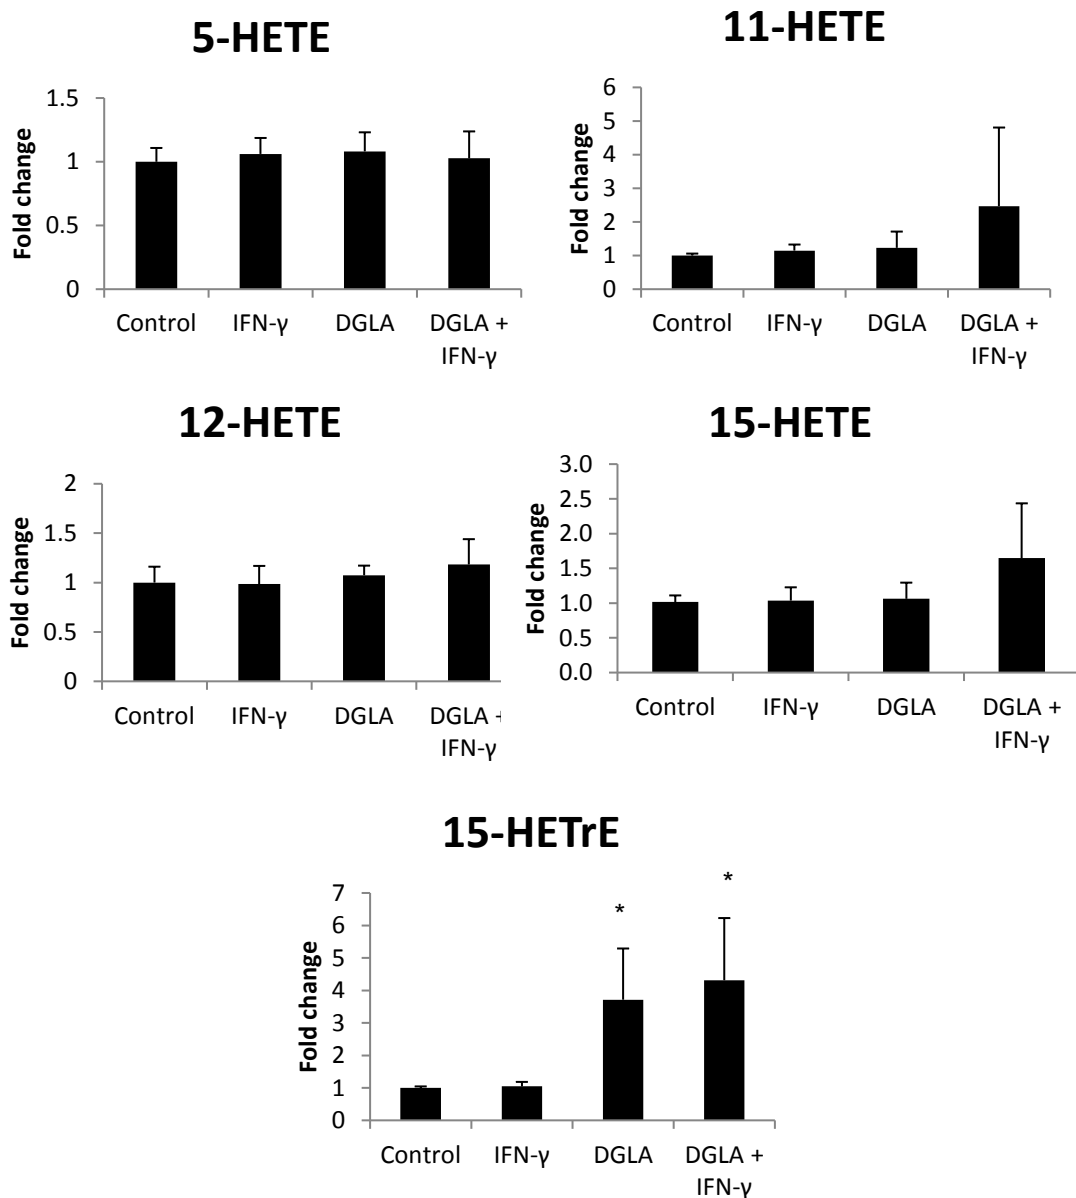 5-HETE
Fold change
1.5
1
0.5
0
Control IFN-γ DGLA DGLA +
IFN-γ
11-HETE
Fold change
6
5
4
3
2
1
0
Control IFN-γ DGLA DGLA +
IFN-γ
12-HETE
Fold change
2
1.5
1
0.5
0
Control IFN-γ DGLA DGLA +
IFN-γ
15-HETE
Fold change
3.0
2.5
2.0
1.5
1.0
0.5
0.0
Control IFN-γ DGLA DGLA +
IFN-γ
15-HETrE
Fold change
7
6
5
4
3
2
1
0
* *
Control IFN-γ DGLA DGLA +
IFN-γ